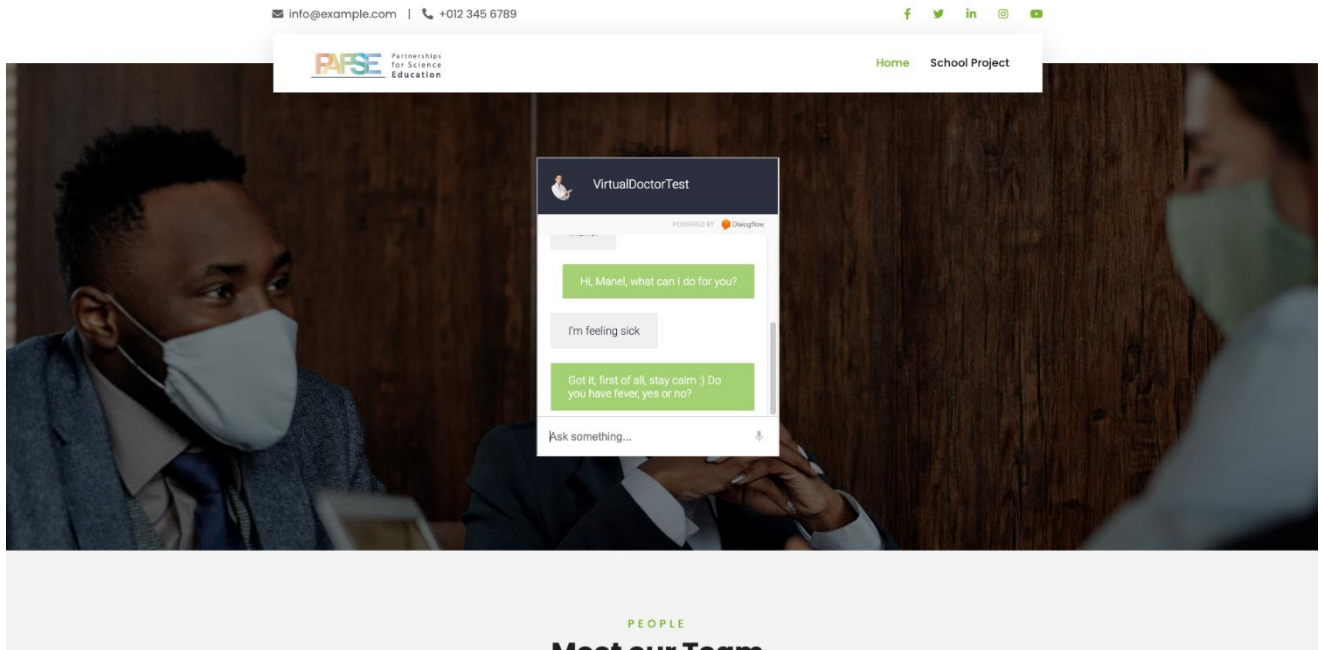 info@example.com | +012 345 6789
PAFSE Partnerships
for Science
Education
Home School Project
VirtualDoctorTest
POWERED BY Dialogflow
Hi, Manel, what can I do for you?
I'm feeling sick
Got it, first of all, stay calm :) Do
you have fever, yes or no?
Ask something...
PEOPLE
Meet our Team